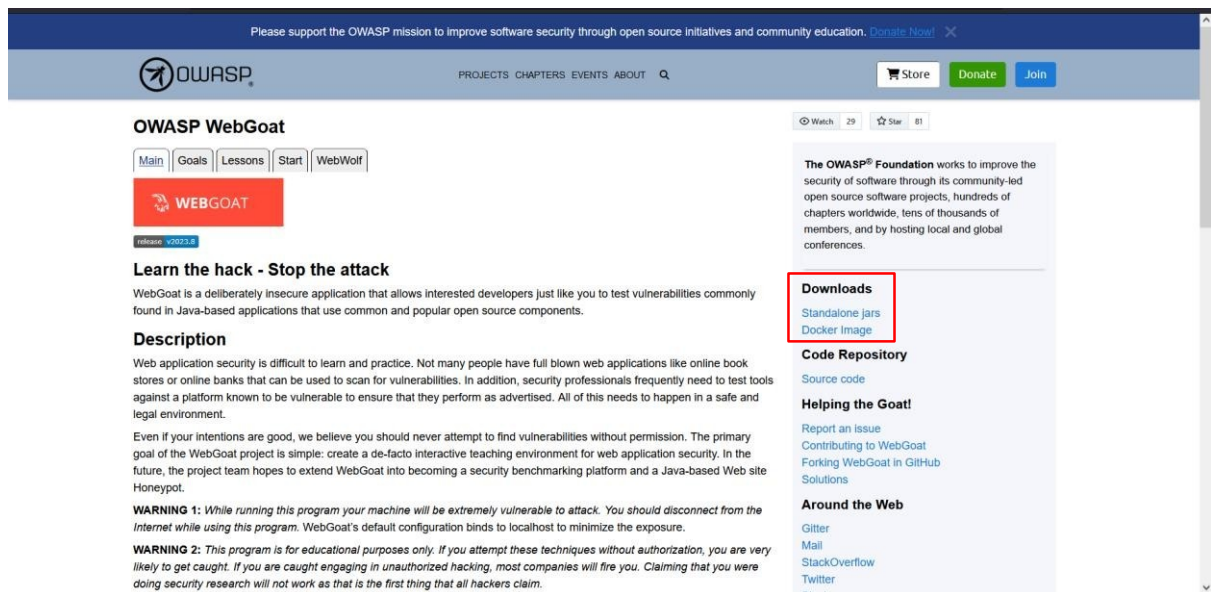 Please support the OWASP mission to improve software security through open source initiatives and community education. Donate Now!
OWASP
PROJECTS CHAPTERS EVENTS ABOUT
Store
Donate
Join
OWASP WebGoat
Main
Goals
Lessons
Start
WebWolf
WEBGOAT
release v2023.8
Learn the hack - Stop the attack
WebGoat is a deliberately insecure application that allows interested developers just like you to test vulnerabilities commonly
found in Java-based applications that use common and popular open source components.
Description
Web application security is difficult to learn and practice. Not many people have full blown web applications like online book
stores or online banks that can be used to scan for vulnerabilities. In addition, security professionals frequently need to test tools
against a platform known to be vulnerable to ensure that they perform as advertised. All of this needs to happen in a safe and
legal environment.
Even if your intentions are good, we believe you should never attempt to find vulnerabilities without permission. The primary
goal of the WebGoat project is simple: create a de-facto interactive teaching environment for web application security. In the
future, the project team hopes to extend WebGoat into becoming a security benchmarking platform and a Java-based Web site
Honeypot.
WARNING 1: While running this program your machine will be extremely vulnerable to attack. You should disconnect from the
Internet while using this program. WebGoat's default configuration binds to localhost to minimize the exposure.
WARNING 2: This program is for educational purposes only. If you attempt these techniques without authorization, you are very
likely to get caught. If you are caught engaging in unauthorized hacking, most companies will fire you. Claiming that you were
doing security research will not work as that is the first thing that all hackers claim.
Watch 29
Star 81
The OWASP® Foundation works to improve the
security of software through its community-led
open source software projects, hundreds of
chapters worldwide, tens of thousands of
members, and by hosting local and global
conferences.
Downloads
Standalone jars
Docker Image
Code Repository
Source code
Helping the Goat!
Report an issue
Contributing to WebGoat
Forking WebGoat in GitHub
Solutions
Around the Web
Gitter
Mail
StackOverflow
Twitter